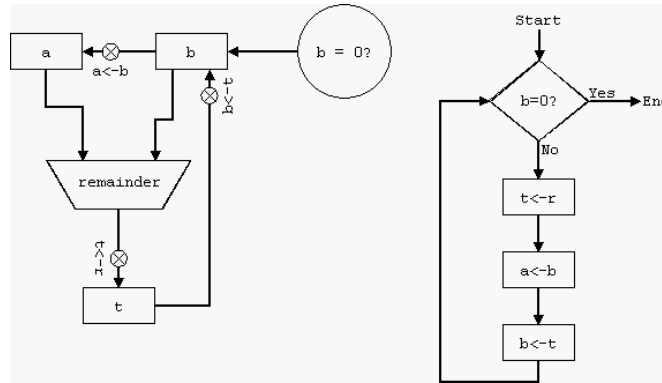 a
b
b = 0?
a<-b
b<-t
remainder
t<-r
t
Start
b=0?
Yes
End
No
t<-r
a<-b
b<-t